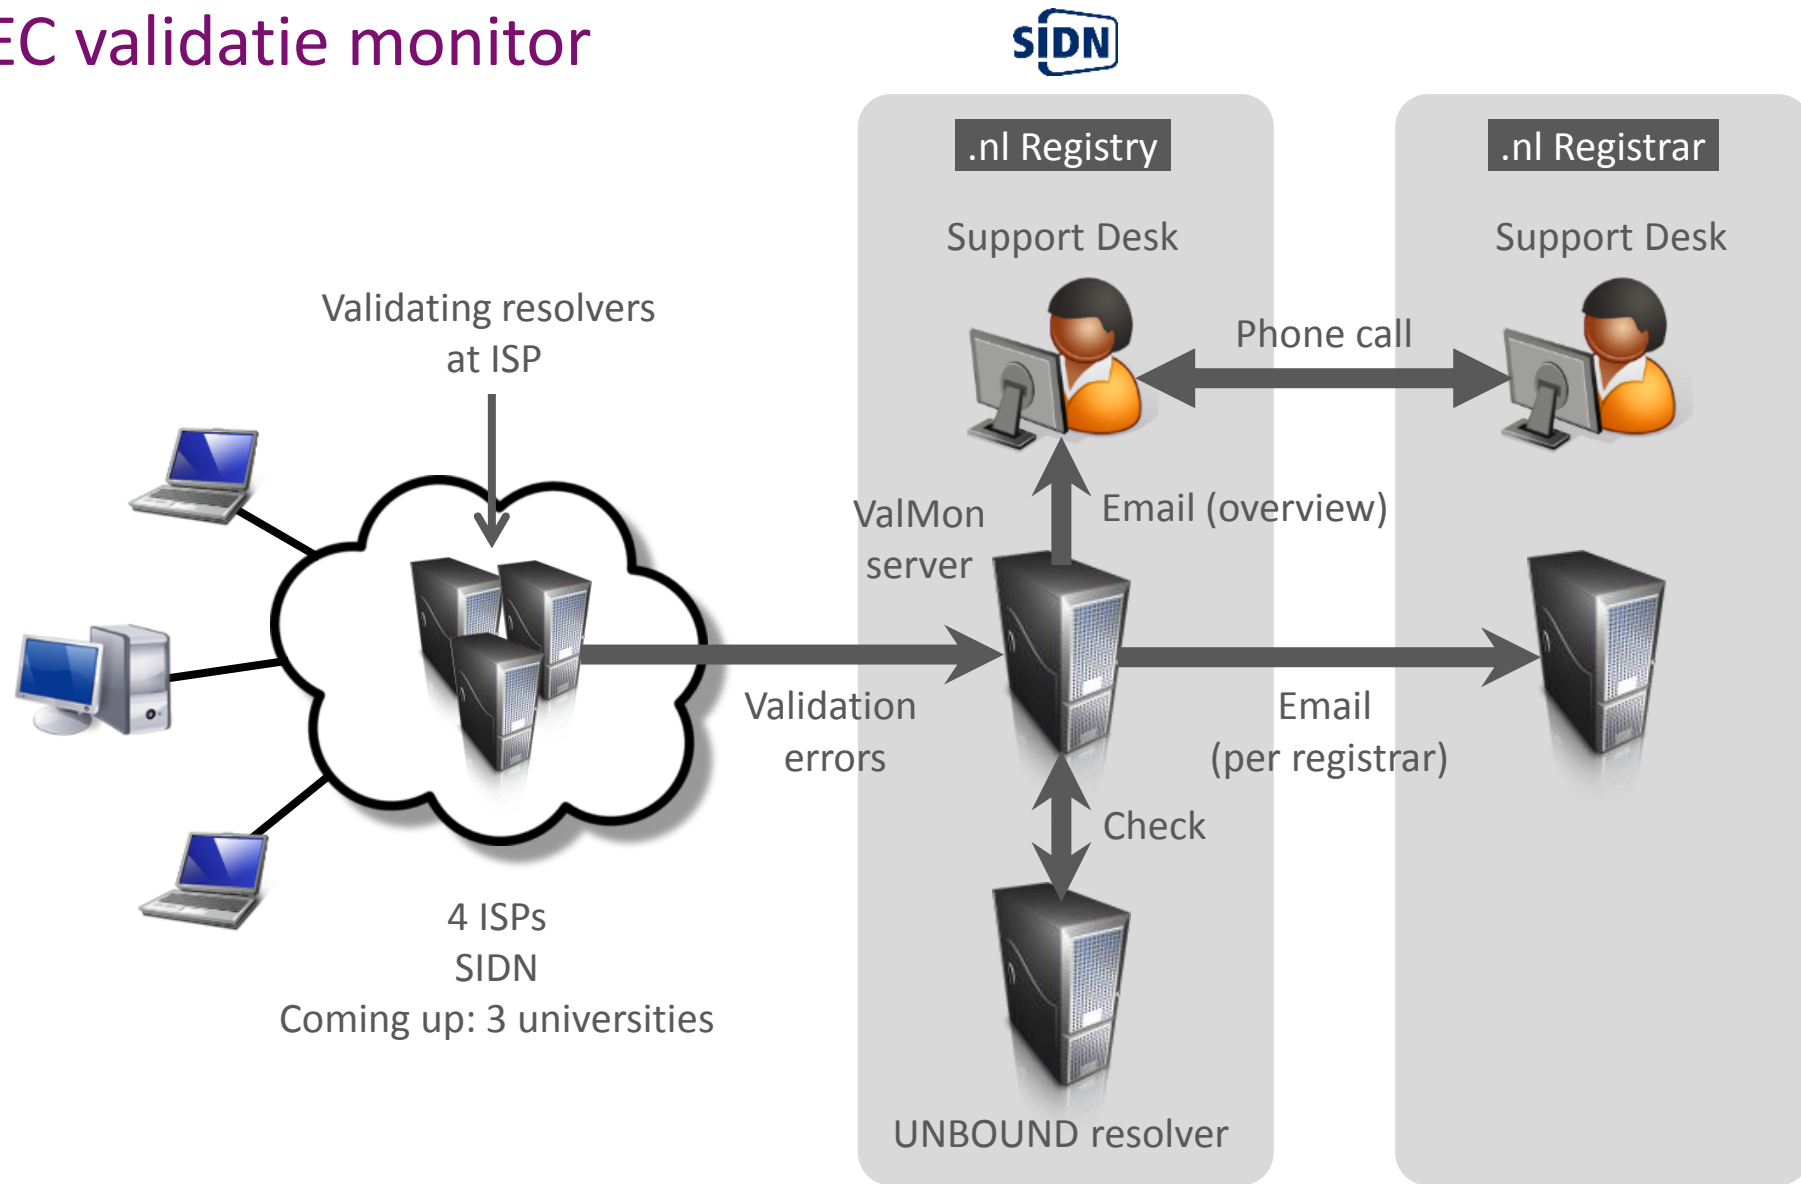 EC validatie monitor
SIDN
.nl Registry
.nl Registrar
Support Desk
Support Desk
Validating resolvers
at ISP
Phone call
ValMon
server
Email (overview)
Validation
errors
Email
(per registrar)
Check
4 ISPs
SIDN
Coming up: 3 universities
UNBOUND resolver